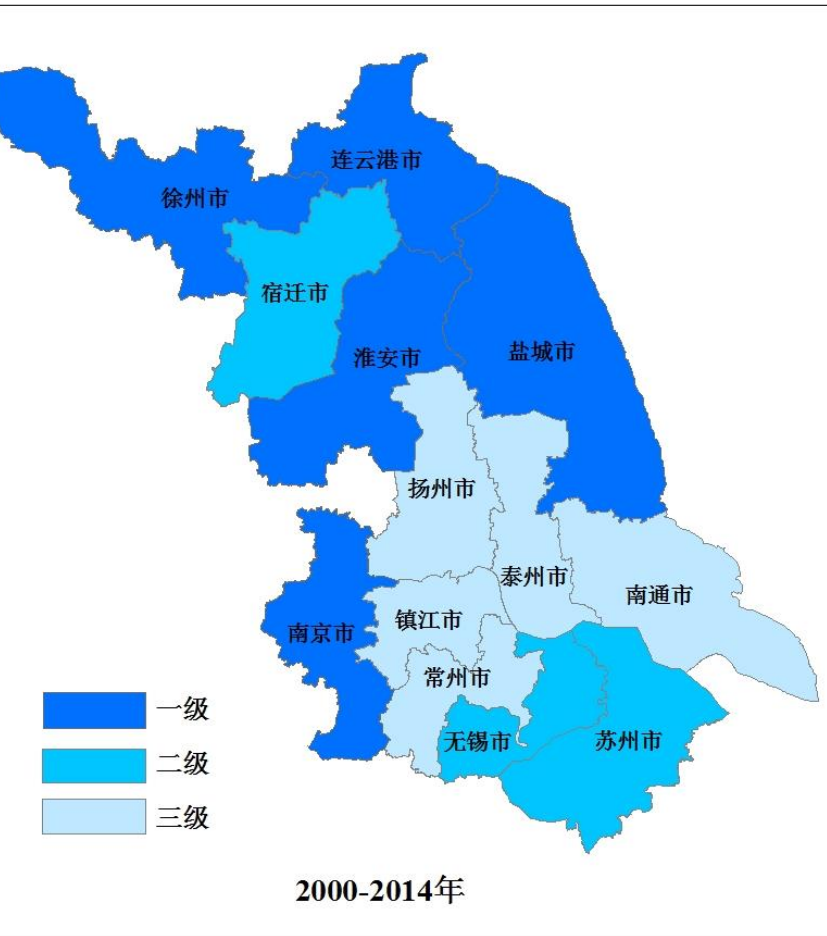 连云港市
徐州市
宿迁市
淮安市
盐城市
扬州市
泰州市
南通市
镇江市
南京市
常州市
无锡市
苏州市
一级
二级
三级
2000-2014年